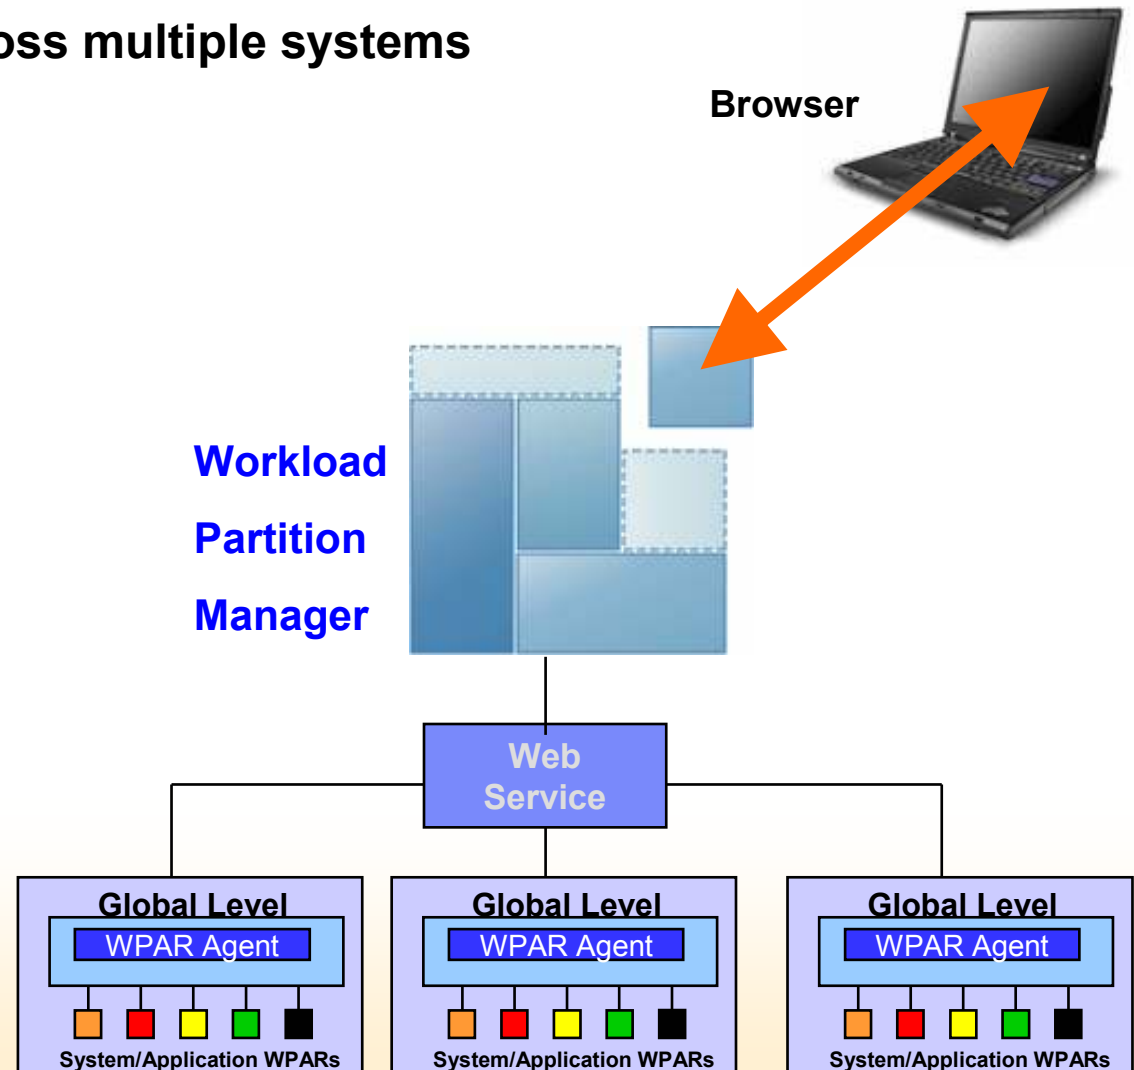 oss multiple systems
Browser
Workload
Partition
Manager
Web
Service
Global Level
WPAR Agent
System/Application WPARs
Global Level
WPAR Agent
System/Application WPARs
Global Level
WPAR Agent
System/Application WPARs